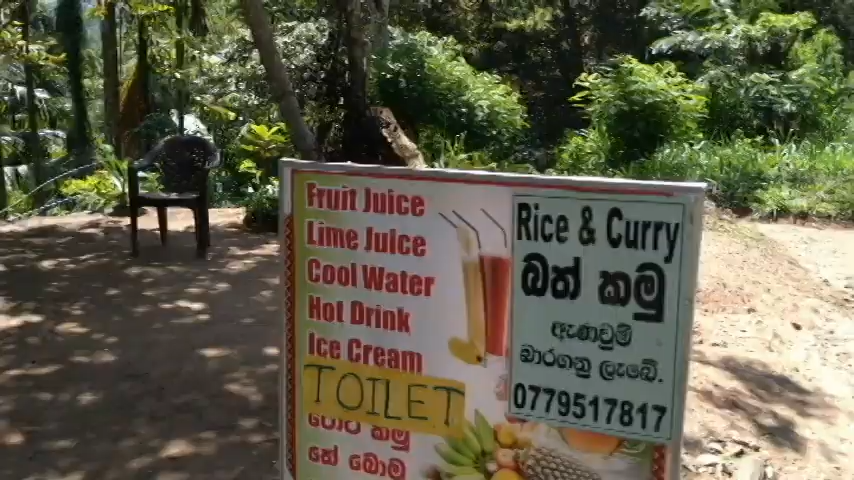 Fruit Juice
Lime Juice
Cool Water
Hot Drink
Ice Cream
TOILET
කමු
තේ බොමු
Rice & Curry
බත් කමු
ඇණවුම්
බාරගනු ලැබේ.
0779517817